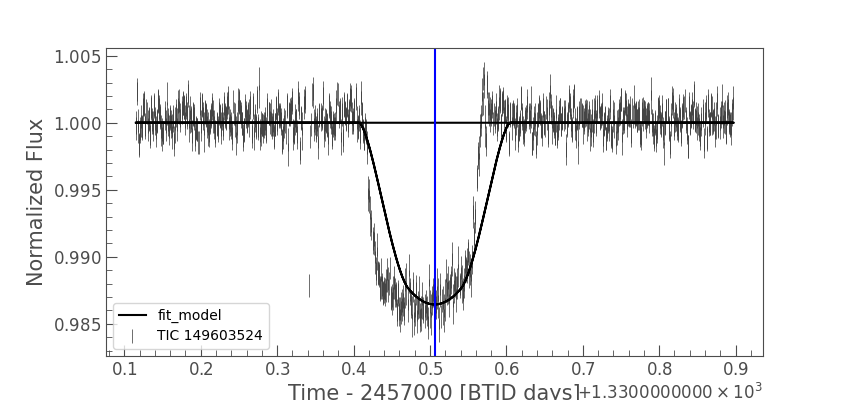 1.005
1.000
0.995
0.990
0.985
Normalized Flux
fit_model
TIC 149603524
0.1 0.2 0.3 0.4 0.5 0.6 0.7 0.8 0.9
Time - 2457000 [BTJD days]
+1.3300000000 × 10³